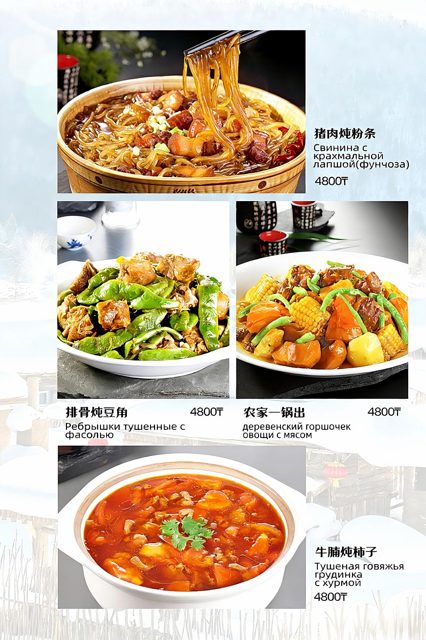 猪肉炖粉条
Свинина с
крахмальной
лапшой(фунчоза)
4800₸
排骨炖豆角 4800₸
Ребрышки тушенные с
фасолью
农家一锅出 4800₸
деревенский горшочек
овощи с мясом
牛腩炖柿子
Тушеная говяжья
грудинка
с хурмой
4800₸